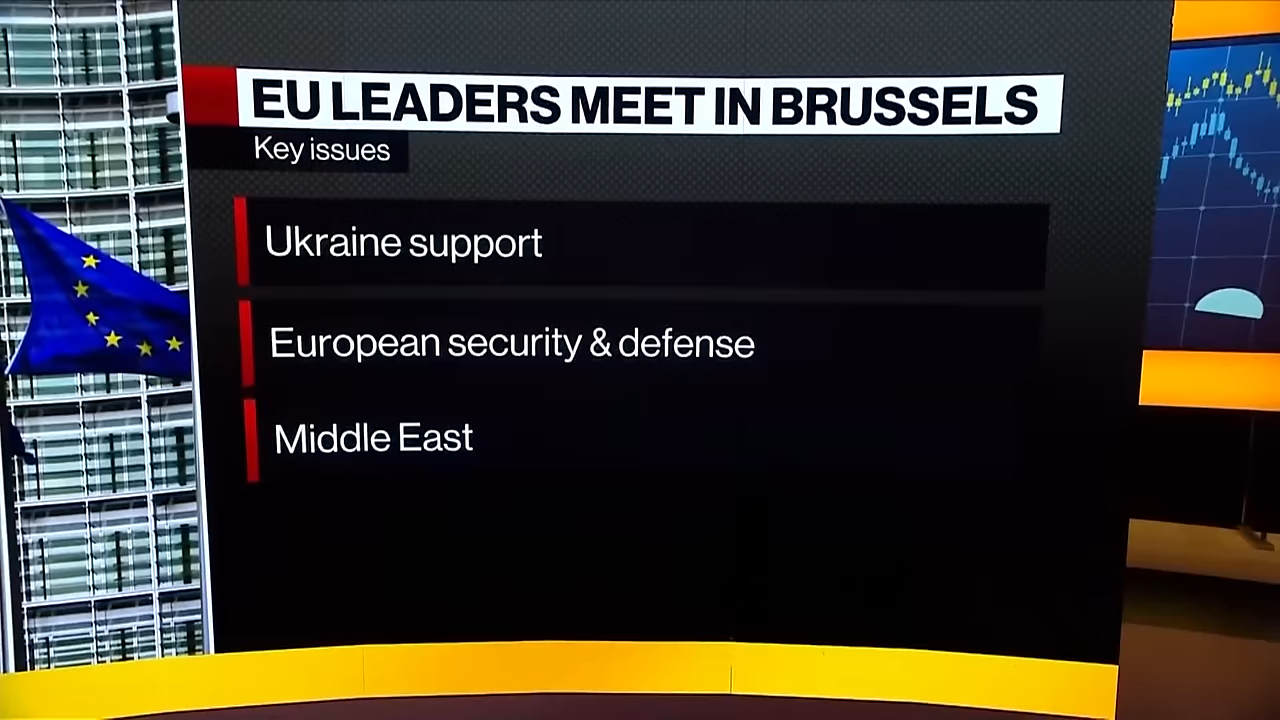 EU LEADERS MEET IN BRUSSELS
Key issues
Ukraine support
European security & defense
Middle East